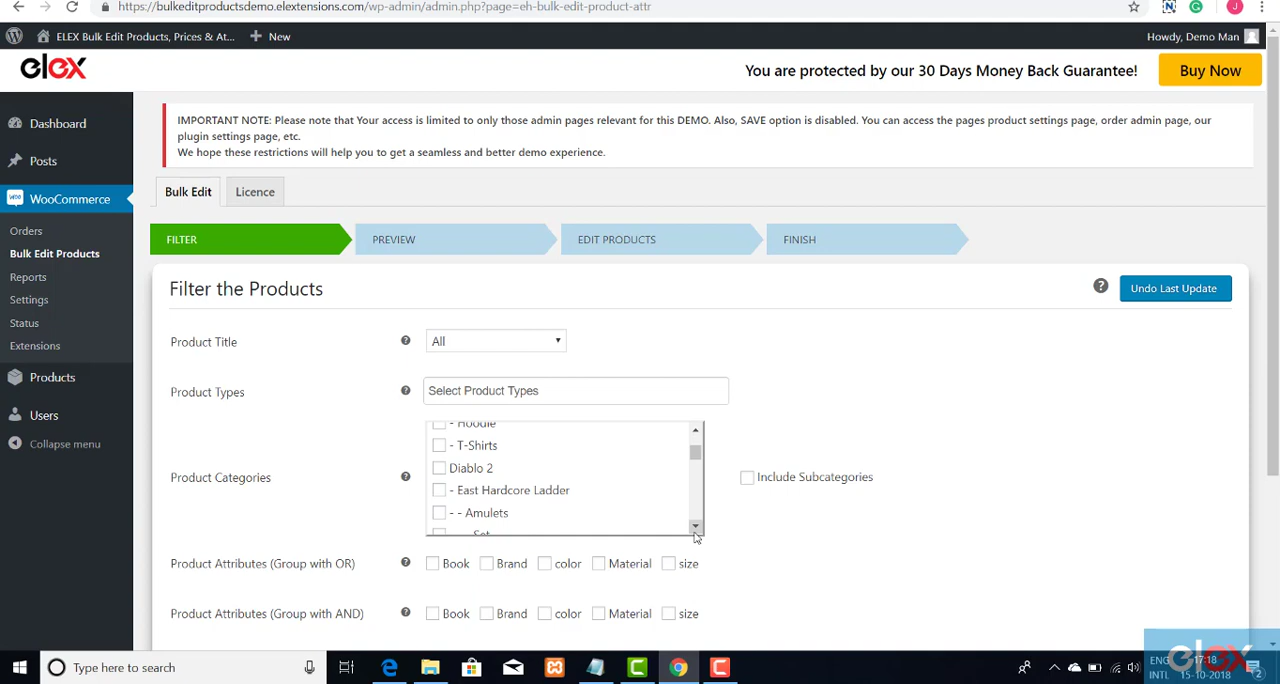 https://bulkeditproductsdemo.elextensions.com/wp-admin/admin.php?page=eh-bulk-edit-product-attr
ELEX Bulk Edit Products, Prices & At... + New
Howdy, Demo Man
elex
You are protected by our 30 Days Money Back Guarantee!
Buy Now
Dashboard
Posts
WooCommerce
Orders
Bulk Edit Products
Reports
Settings
Status
Extensions
Products
Users
Collapse menu
IMPORTANT NOTE: Please note that Your access is limited to only those admin pages relevant for this DEMO. Also, SAVE option is disabled. You can access the pages product settings page, order admin page, our
plugin settings page, etc.
We hope these restrictions will help you to get a seamless and better demo experience.
Bulk Edit Licence
FILTER PREVIEW EDIT PRODUCTS FINISH
Filter the Products
? Undo Last Update
Product Title ? All
Product Types ? Select Product Types
Product Categories ?
- Hoodie
- T-Shirts
Diablo 2
- East Hardcore Ladder
- - Amulets
Set
Include Subcategories
Product Attributes (Group with OR) ? Book Brand color Material size
Product Attributes (Group with AND) ? Book Brand color Material size
Type here to search
ENG 17:18
INTL 15-10-2018
2
elex